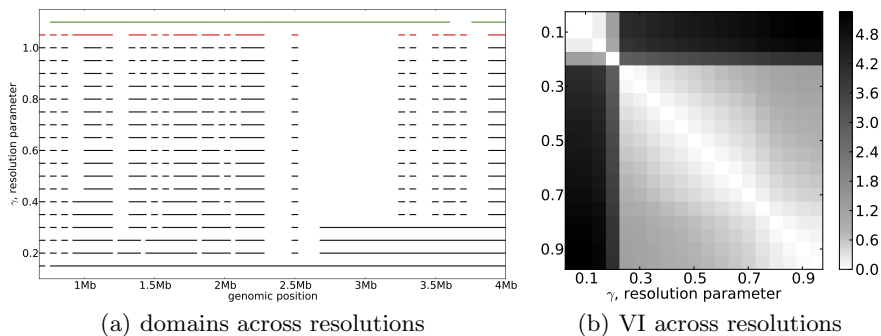 1.0
0.8
0.6
0.4
0.2
γ, resolution parameter
1Mb 1.5Mb 2Mb 2.5Mb 3Mb 3.5Mb 4Mb
genomic position
(a) domains across resolutions
0.1
0.3
0.5
0.7
0.9
0.1 0.3 0.5 0.7 0.9
γ, resolution parameter
4.8
4.2
3.6
3.0
2.4
1.8
1.2
0.6
0.0
(b) VI across resolutions